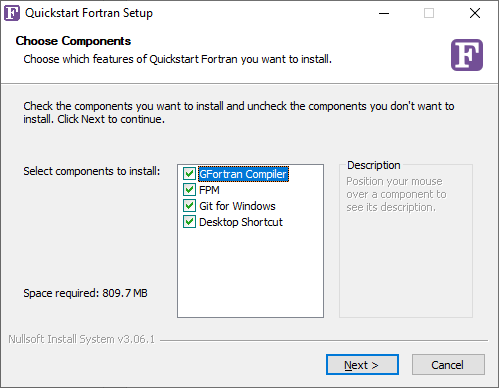 F Quickstart Fortran Setup
Choose Components
Choose which features of Quickstart Fortran you want to install.
F
Check the components you want to install and uncheck the components you don't want to
install. Click Next to continue.
Select components to install:
GFortran Compiler
FPM
Git for Windows
Desktop Shortcut
Description
Position your mouse
over a component to
see its description.
Space required: 809.7 MB
Nullsoft Install System v3.06.1
Next >
Cancel